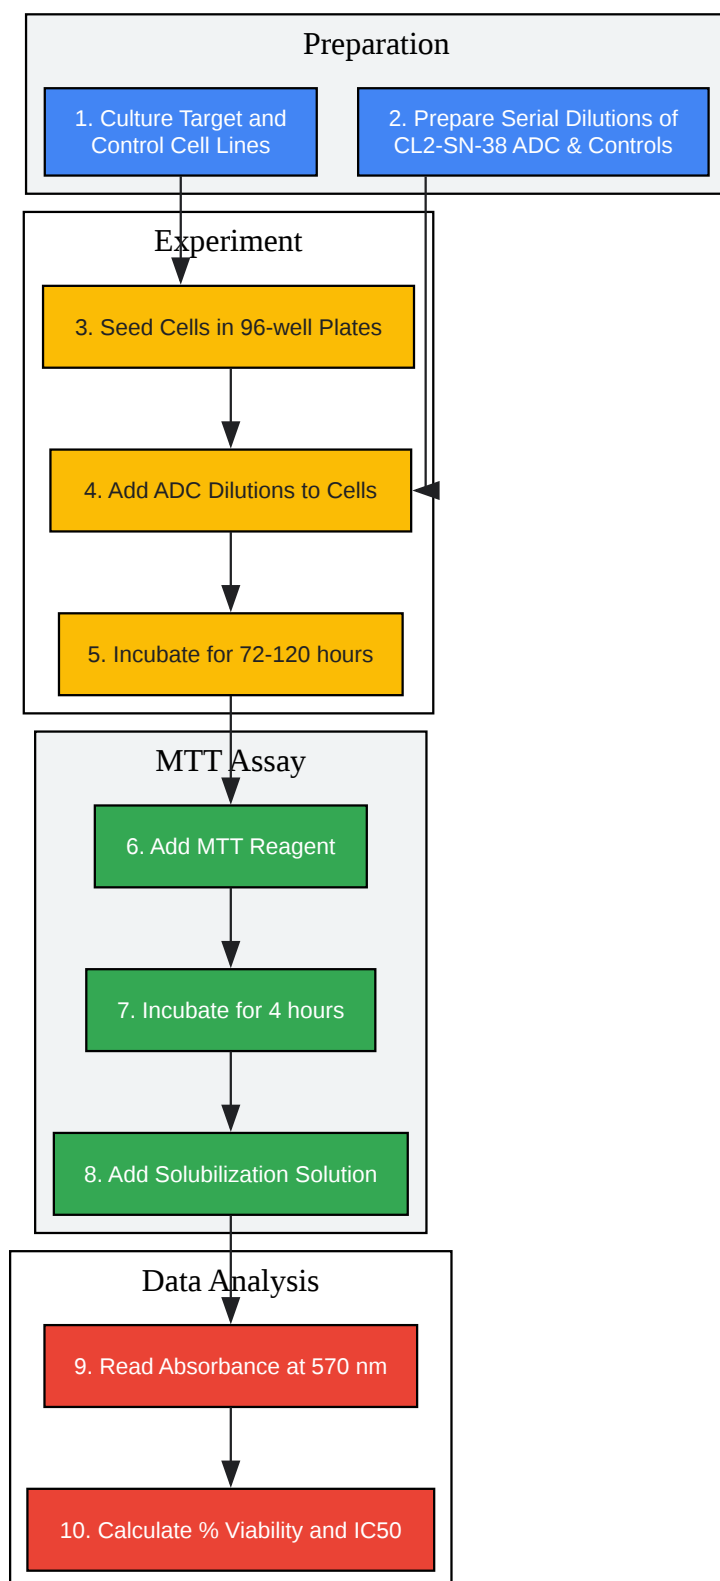 Preparation
1. Culture Target and
Control Cell Lines
2. Prepare Serial Dilutions of
CL2-SN-38 ADC & Controls
Experiment
3. Seed Cells in 96-well Plates
4. Add ADC Dilutions to Cells
5. Incubate for 72-120 hours
MTT Assay
6. Add MTT Reagent
7. Incubate for 4 hours
8. Add Solubilization Solution
Data Analysis
9. Read Absorbance at 570 nm
10. Calculate % Viability and IC50